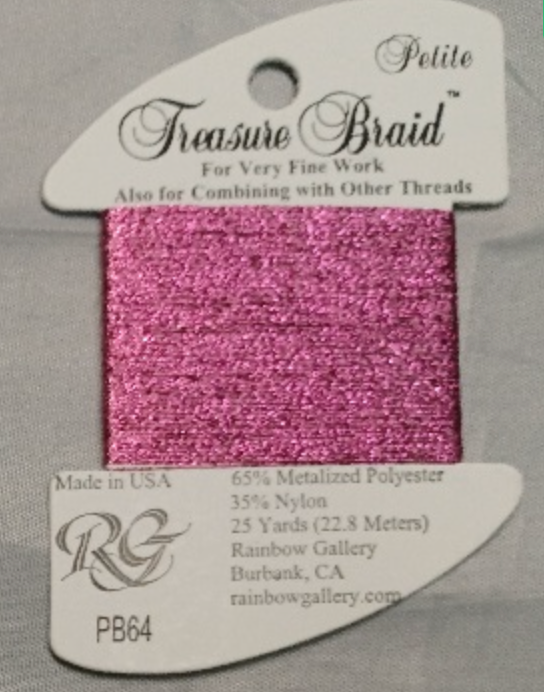 Petite
Treasure Braid™
For Very Fine Work
Also for Combining with Other Threads
Made in USA
65% Metalized Polyester
35% Nylon
25 Yards (22.8 Meters)
Rainbow Gallery
Burbank, CA
rainbowgallery.com
RG
PB64